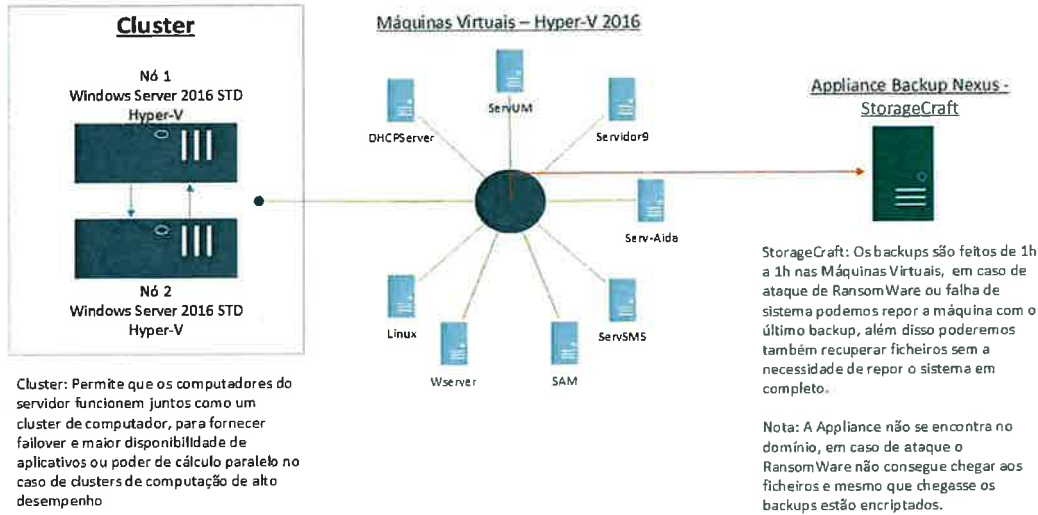 Cluster
Nó 1
Windows Server 2016 STD
Hyper-V
Nó 2
Windows Server 2016 STD
Hyper-V
Cluster: Permite que os computadores do
servidor funcionem juntos como um
cluster de computador, para fornecer
failover e maior disponibilidade de
aplicativos ou poder de cálculo paralelo no
caso de clusters de computação de alto
desempenho
Máquinas Virtuais – Hyper-V 2016
ServUM
DHCPServer
Servidor9
Serv-Aida
Linux
ServSMS
Wserver
SAM
Appliance Backup Nexus -
StorageCraft
StorageCraft: Os backups são feitos de 1h
a 1h nas Máquinas Virtuais, em caso de
ataque de RansomWare ou falha de
sistema podemos repor a máquina com o
último backup, além disso poderemos
também recuperar ficheiros sem a
necessidade de repor o sistema em
completo.
Nota: A Appliance não se encontra no
domínio, em caso de ataque o
RansomWare não consegue chegar aos
ficheiros e mesmo que chegasse os
backups estão encriptados.